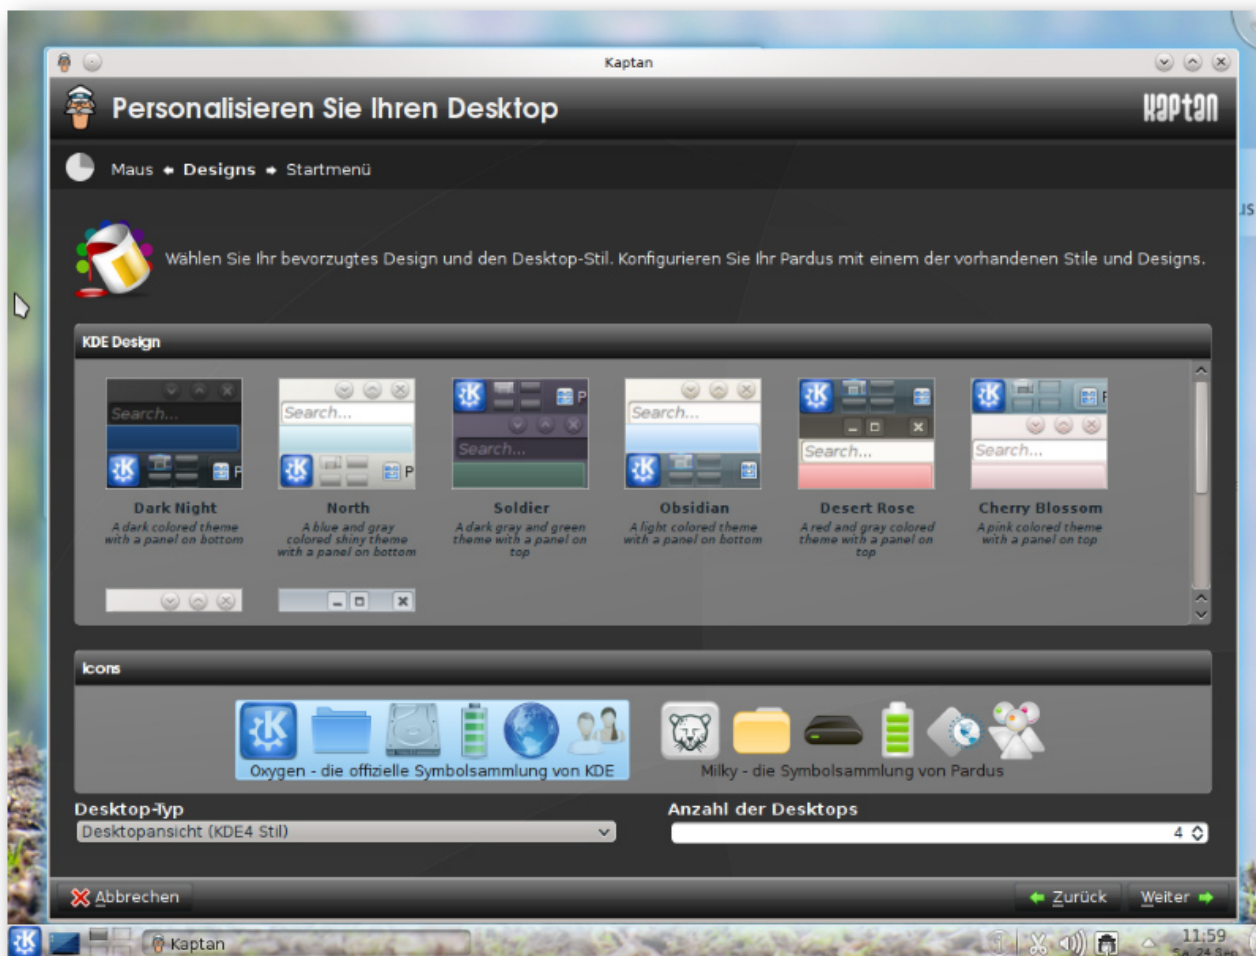 Kaptan
Personalisieren Sie Ihren Desktop
kaptan
Maus Designs Startmenü
Wählen Sie Ihr bevorzugtes Design und den Desktop-Stil. Konfigurieren Sie Ihr Pardus mit einem der vorhandenen Stile und Designs.
KDE Design
Search...
Search...
Search...
Search...
Search...
Search...
P
P
P
Dark Night
A dark colored theme
with a panel on bottom
North
A blue and gray
colored shiny theme
with a panel on bottom
Soldier
A dark gray and green
theme with a panel on
top
Obsidian
A light colored theme
with a panel on bottom
Desert Rose
A red and gray colored
theme with a panel on
top
Cherry Blossom
A pink colored theme
with a panel on top
Icons
Oxygen - die offizielle Symbolsammlung von KDE
Milky - die Symbolsammlung von Pardus
Desktop-Typ
Desktopansicht (KDE4 Stil)
Anzahl der Desktops
4
Abbrechen
Zurück
Weiter
Kaptan
11:59
Sa. 24 Sep